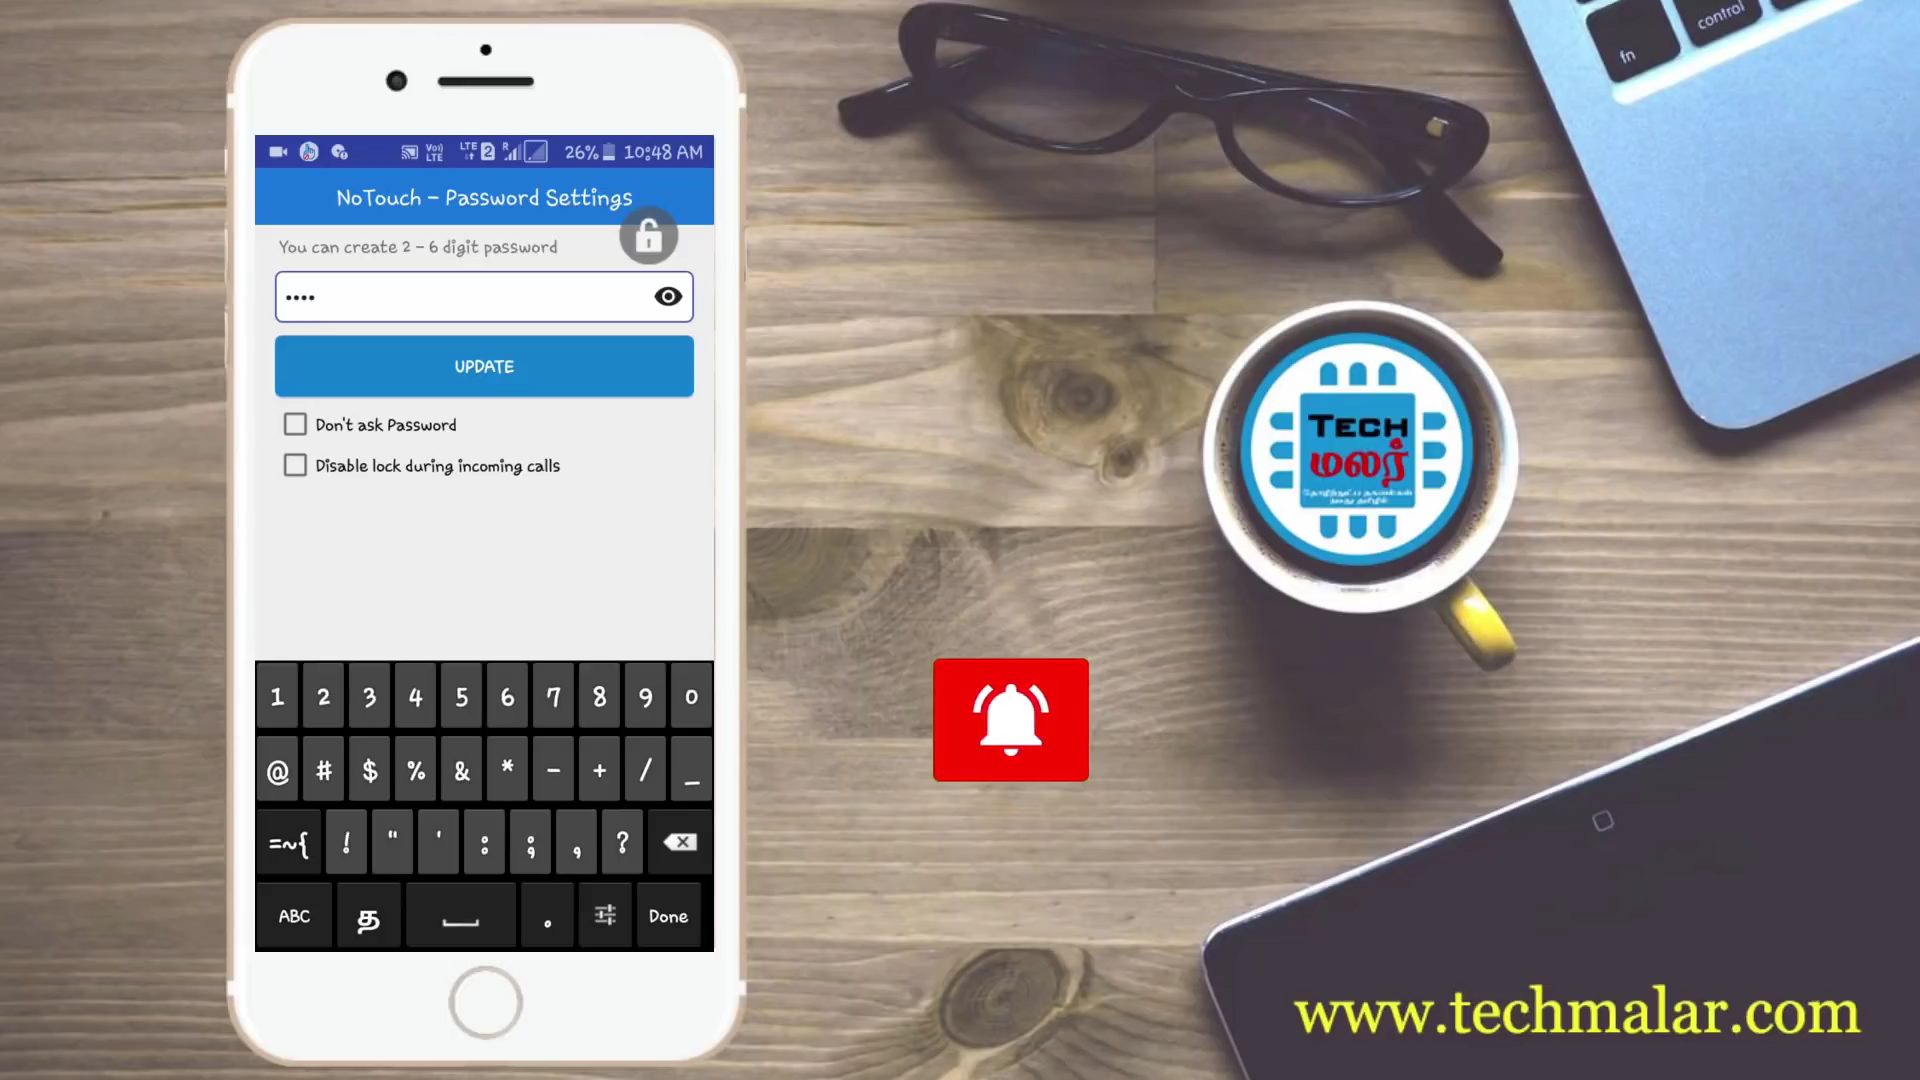 26% 10:48 AM
NoTouch – Password Settings
You can create 2 – 6 digit password
UPDATE
Don't ask Password
Disable lock during incoming calls
1 2 3 4 5 6 7 8 9 0
@ # $ % & * – + / _
=~{ ! " ' : ; , ?
ABC த . Done
fn control
TECH
மலர்
www.techmalar.com